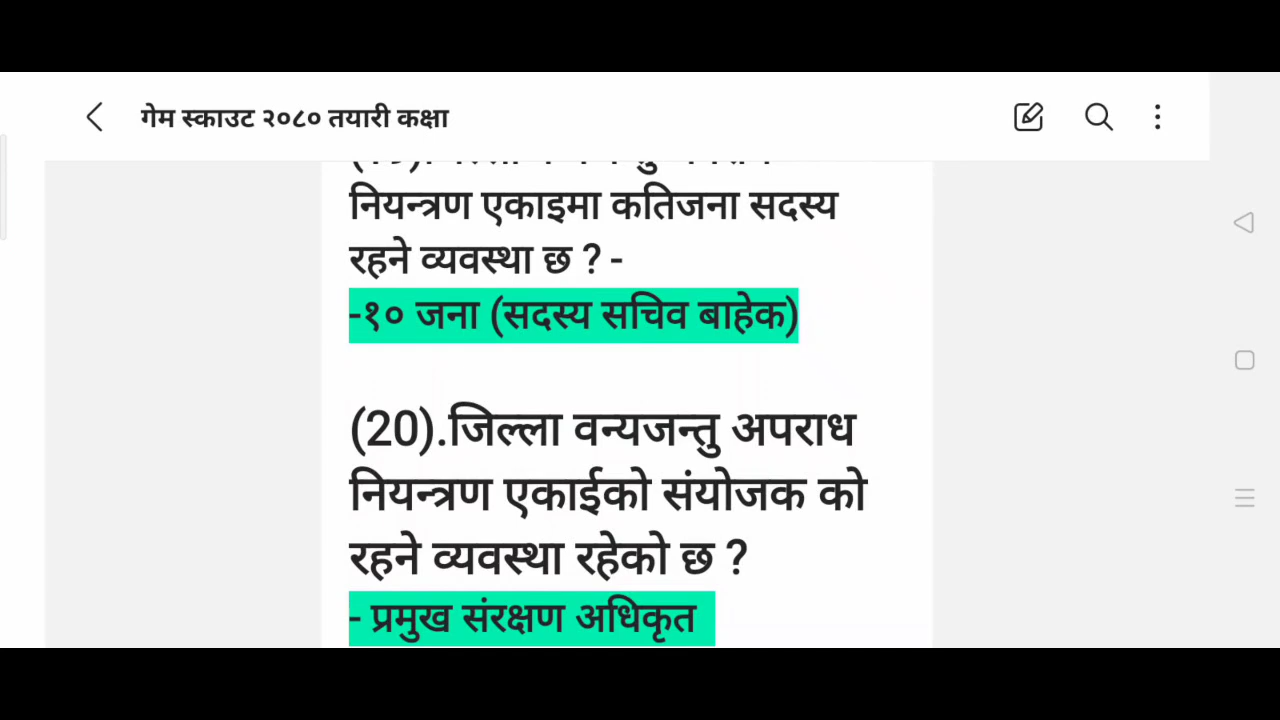 गेम स्काउट २०८० तयारी कक्षा
नियन्त्रण एकाइमा कतिजना सदस्य
रहने व्यवस्था छ ? -
-१० जना (सदस्य सचिव बाहेक)
(20).जिल्ला वन्यजन्तु अपराध
नियन्त्रण एकाईको संयोजक को
रहने व्यवस्था रहेको छ ?
- प्रमुख संरक्षण अधिकृत